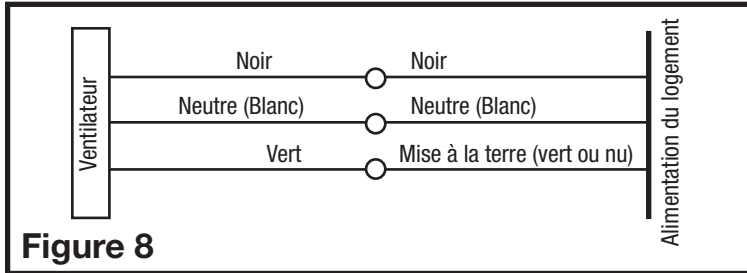 Ventilateur
Noir Noir
Neutre (Blanc) Neutre (Blanc)
Vert Mise à la terre (vert ou nu)
Alimentation du logement
Figure 8